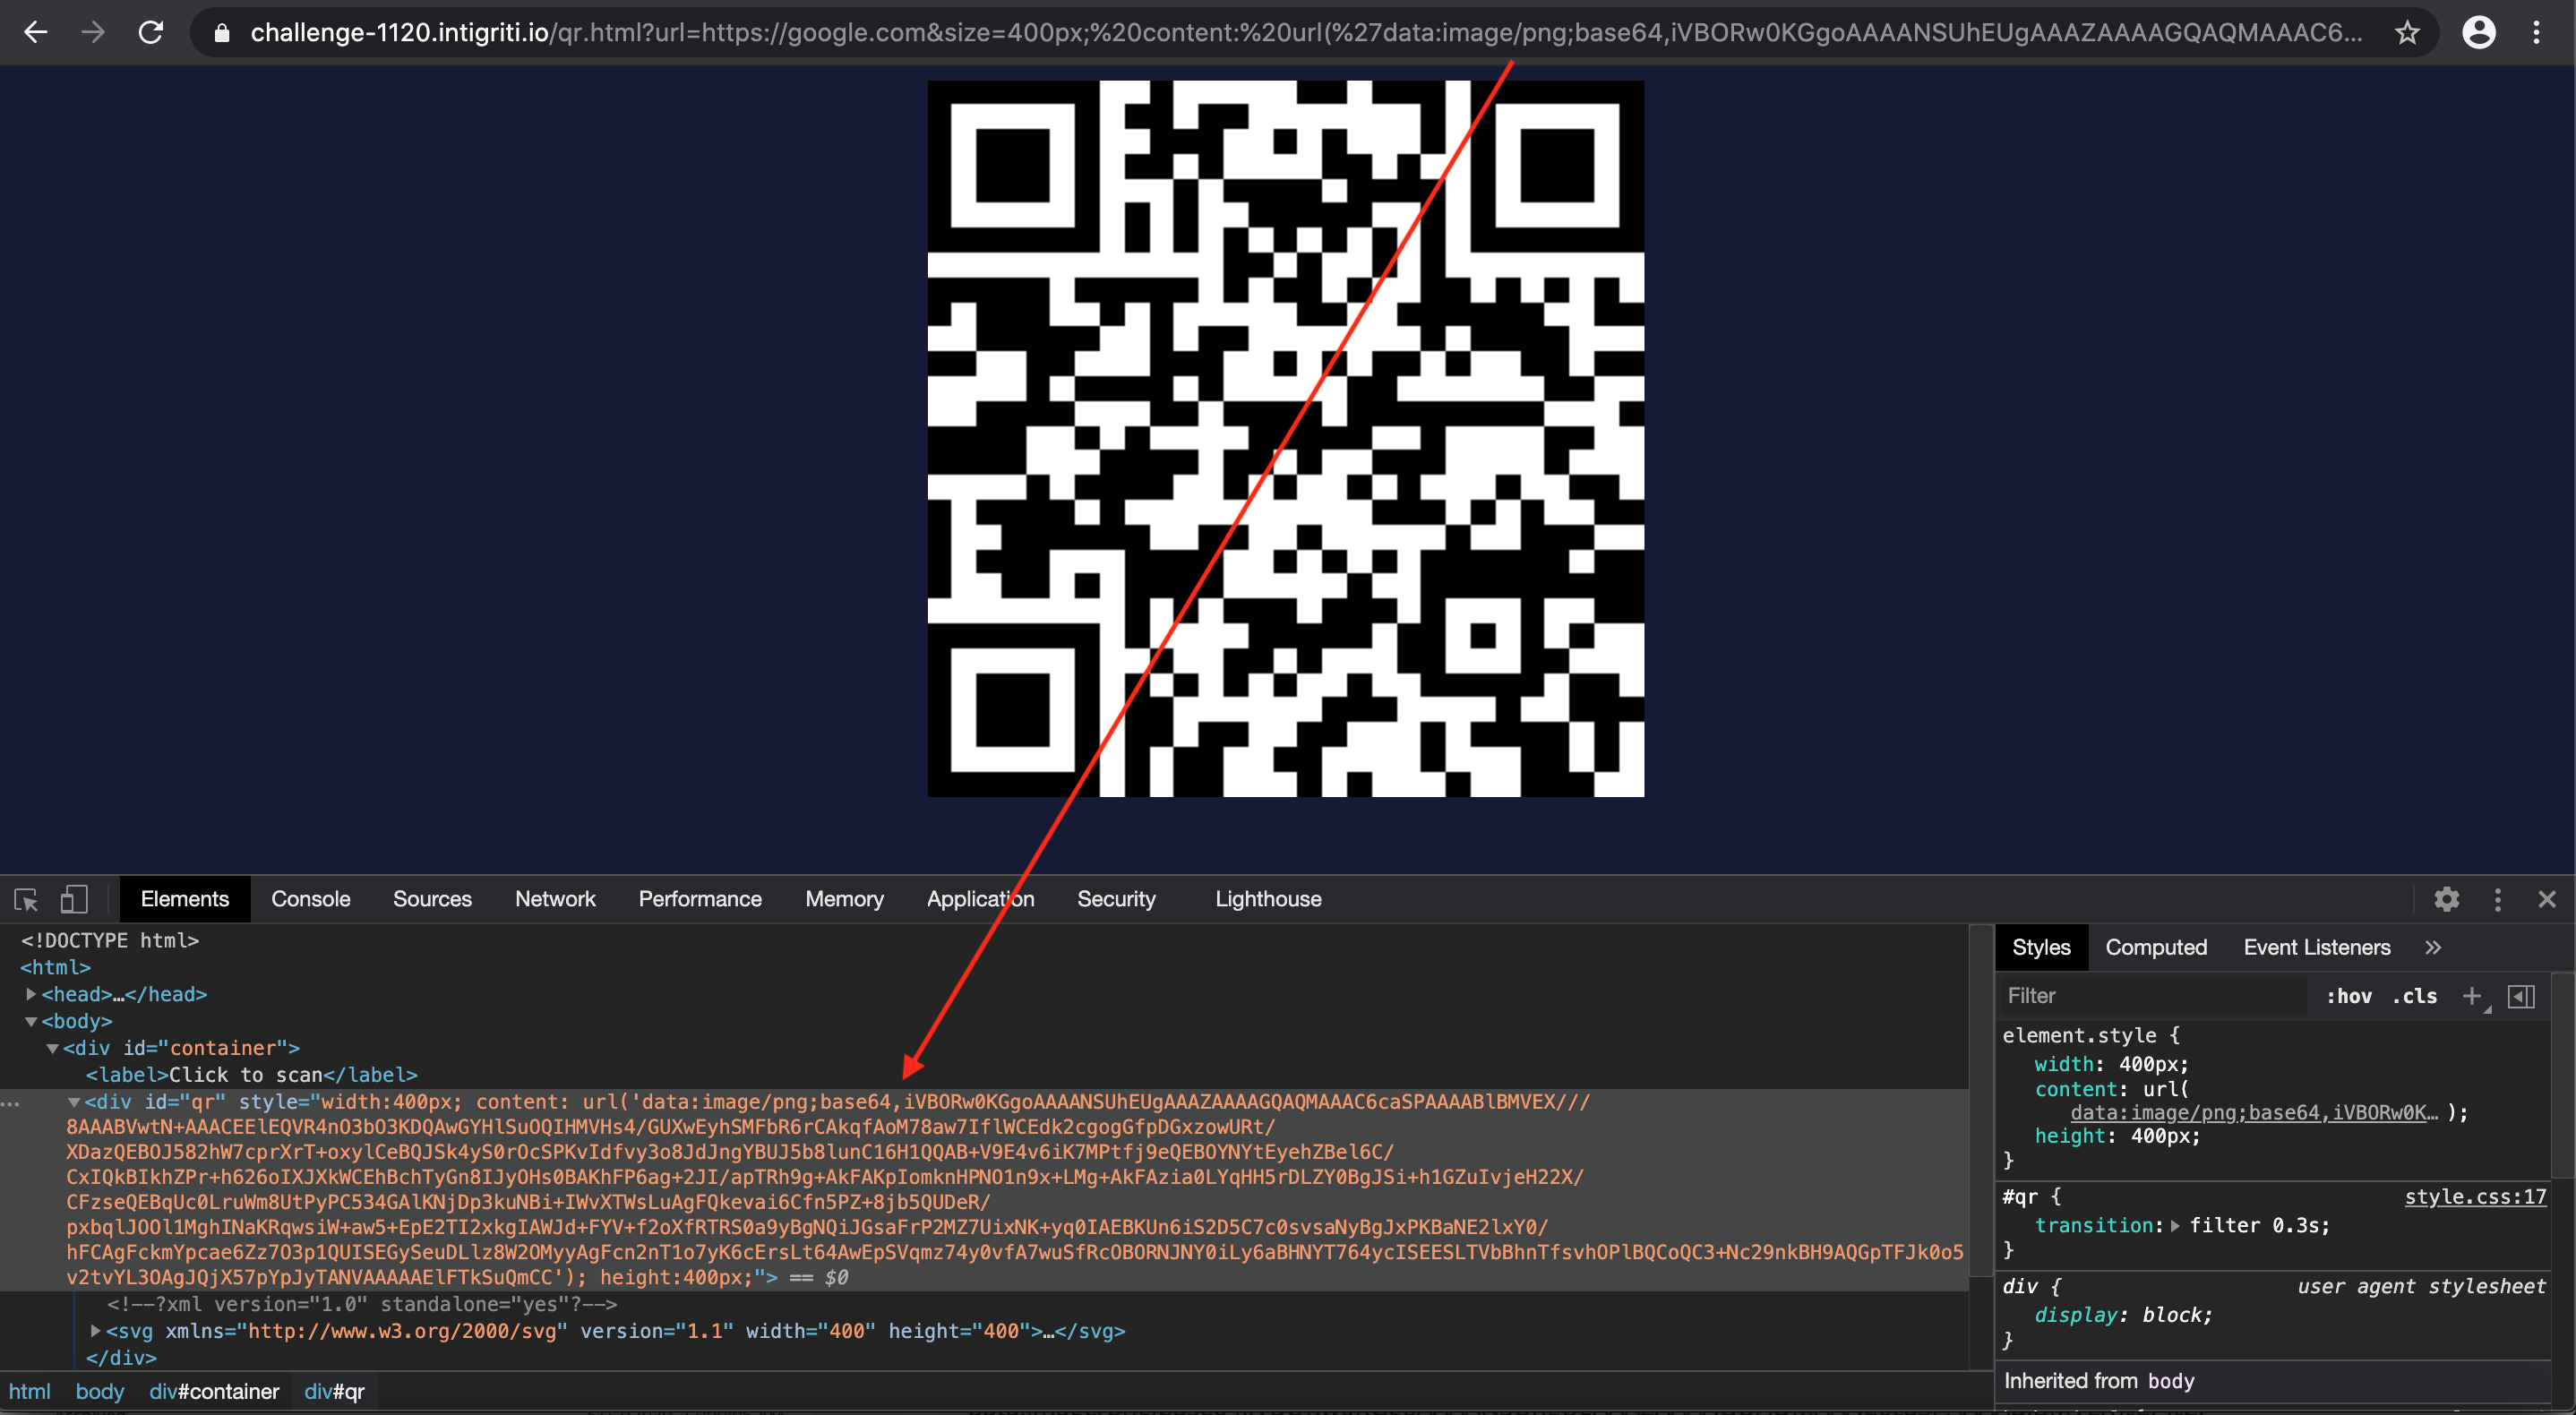 challenge-1120.intigriti.io/qr.html?url=https://google.com&size=400px;%20content:%20url(%27data:image/png;base64,iVBORw0KGgoAAAANSUhEUgAAAZAAAAGQAQMAAAC6...
Elements Console Sources Network Performance Memory Application Security Lighthouse
<!DOCTYPE html>
<html>
<head>…</head>
<body>
<div id="container">
<label>Click to scan</label>
<div id="qr" style="width:400px; content: url('data:image/png;base64,iVBORw0KGgoAAAANSUhEUgAAAZAAAAGQAQMAAAC6caSPAAAABlBMVEX///
8AAABVwtN+AAACEElEQVR4nO3bO3KDQAwGYHlSuOQIHMVHs4/GUXwEyhSMFbR6rCAkqfAoM78aw7IflWCEdk2cgogGfpDGxzowURt/
XDazQEBOJ582hW7cprXrT+oxylCeBQJSk4yS0rOcSPKvIdfvy3o8JdJngYBUJ5b8lunC16H1QQAB+V9E4v6iK7MPtfj9eQEBOYNYtEyehZBel6C/
CxIQkBIkhZPr+h626oIXJXkWCEhBchTyGn8IJyOHs0BAKhFP6ag+2JI/apTRh9g+AkFAKpIomknHPNO1n9x+LMg+AkFAzia0LYqHH5rDLZY0BgJSi+h1GZuIvjeH22X/
CFzseQEBqUc0LruWm8UtPyPC534GAlKNjDp3kuNBi+IWvXTWsLuAgFQkevai6Cfn5PZ+8jb5QUDeR/
pxbqlJOOl1MghINaKRqwsiW+aw5+EpE2TI2xkgIAWJd+FYV+f2oXfRTRS0a9yBgNQiJGsaFrP2MZ7UixNK+yq0IAEBKUn6iS2D5C7c0svsaNyBgJxPKBaNE2lxY0/
hFCAgFckmYpcae6Zz7O3p1QUISEGySeuDLlz8W2OMyyAgFcn2nT1o7yK6cErsLt64AwEpSVqmz74y0vfA7wuSfRcOBORNJNY0iLy6aBHNYT764ycISEESLTVbBhnTfsvhOPlBQCoQC3+Nc29nkBH9AQGpTFJk0o5
v2tvYL3OAgJQjX57pYpJyTANVAAAAAElFTkSuQmCC'); height:400px;"> == $0
<!--?xml version="1.0" standalone="yes"?-->
<svg xmlns="http://www.w3.org/2000/svg" version="1.1" width="400" height="400">…</svg>
</div>
html body div#container div#qr
Styles Computed Event Listeners »
Filter :hov .cls +
element.style {
width: 400px;
content: url(
data:image/png;base64,iVBORw0K… );
height: 400px;
}
#qr { style.css:17
transition: filter 0.3s;
}
div { user agent stylesheet
display: block;
}
Inherited from body